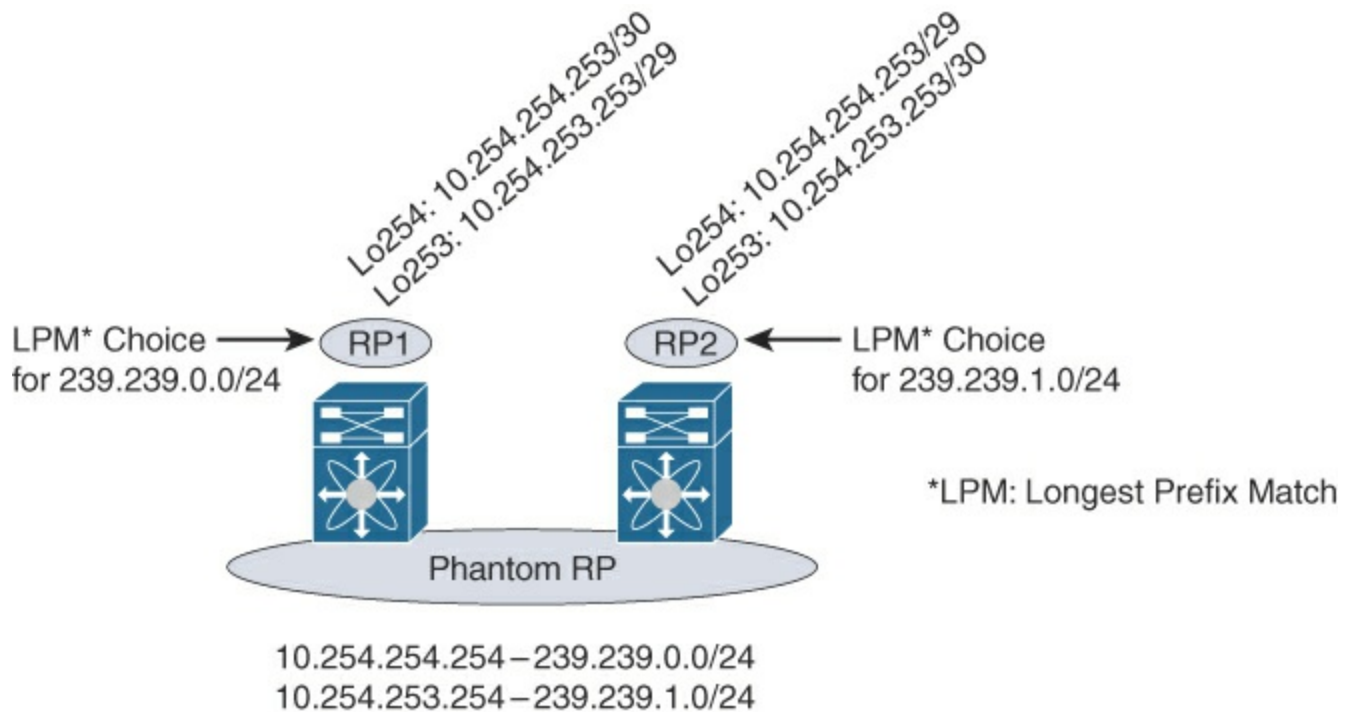 Lo254: 10.254.254.253/30
Lo253: 10.254.253.253/29
Lo254: 10.254.254.253/29
Lo253: 10.254.253.253/30
LPM* Choice
for 239.239.0.0/24
RP1
RP2
LPM* Choice
for 239.239.1.0/24
*LPM: Longest Prefix Match
Phantom RP
10.254.254.254–239.239.0.0/24
10.254.253.254–239.239.1.0/24